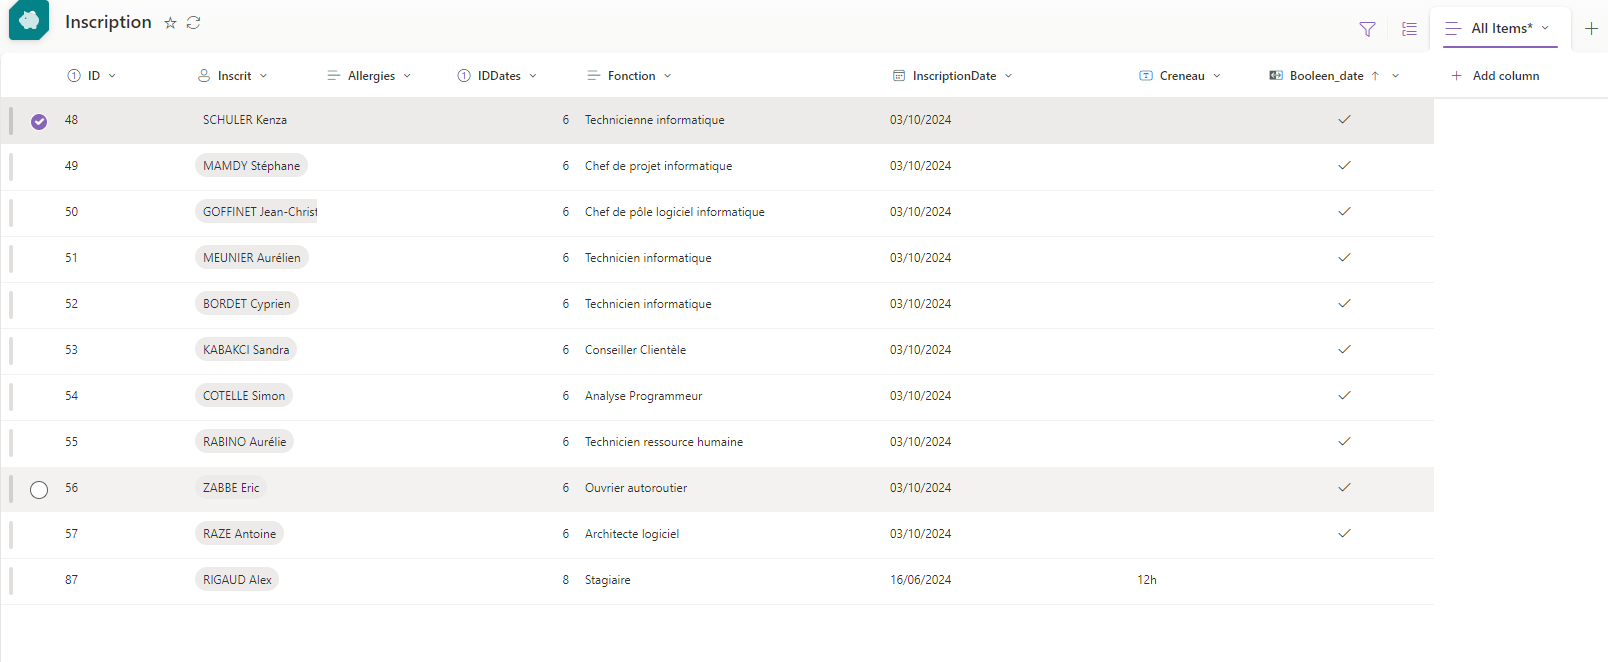 Inscription
All Items*
ID Inscrit Allergies IDDates Fonction InscriptionDate Creneau Booleen_date Add column
48 SCHULER Kenza 6 Technicienne informatique 03/10/2024
49 MAMDY Stéphane 6 Chef de projet informatique 03/10/2024
50 GOFFINET Jean-Christ 6 Chef de pôle logiciel informatique 03/10/2024
51 MEUNIER Aurélien 6 Technicien informatique 03/10/2024
52 BORDET Cyprien 6 Technicien informatique 03/10/2024
53 KABAKCI Sandra 6 Conseiller Clientèle 03/10/2024
54 COTELLE Simon 6 Analyse Programmeur 03/10/2024
55 RABINO Aurélie 6 Technicien ressource humaine 03/10/2024
56 ZABBE Eric 6 Ouvrier autoroutier 03/10/2024
57 RAZE Antoine 6 Architecte logiciel 03/10/2024
87 RIGAUD Alex 8 Stagiaire 16/06/2024 12h